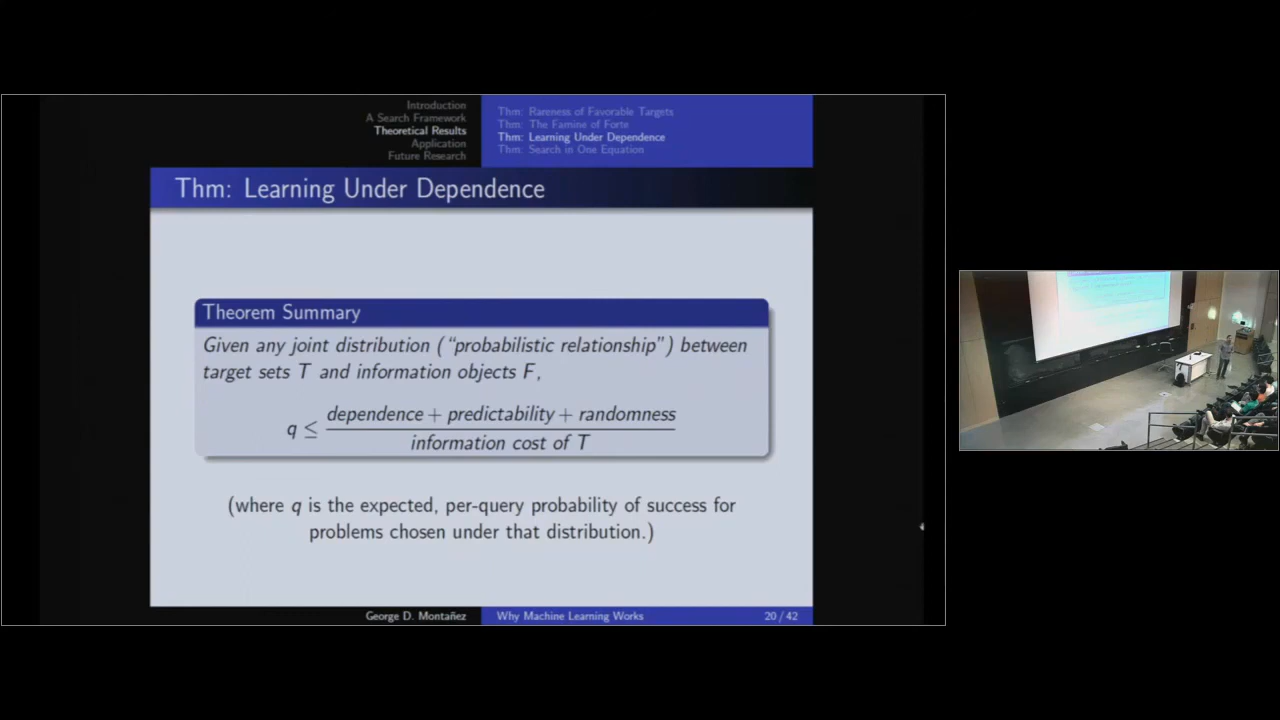 Introduction
A Search Framework
Theoretical Results
Application
Future Research
Thm: Rareness of Favorable Targets
Thm: The Famine of Forte
Thm: Learning Under Dependence
Thm: Search in One Equation
Thm: Learning Under Dependence
Theorem Summary
Given any joint distribution (“probabilistic relationship”) between
target sets T and information objects F,
q ≤ dependence + predictability + randomness
information cost of T
(where q is the expected, per-query probability of success for
problems chosen under that distribution.)
George D. Montañez
Why Machine Learning Works
20 / 42